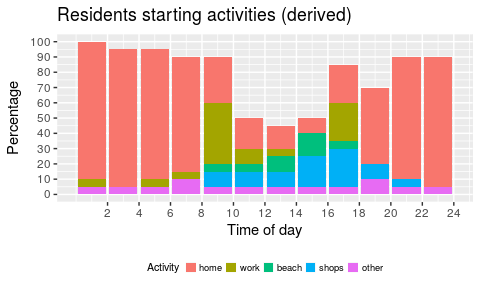 Residents starting activities (derived)
Percentage
100
90
80
70
60
50
40
30
20
10
0
2 4 6 8 10 12 14 16 18 20 22 24
Time of day
Activity home work beach shops other